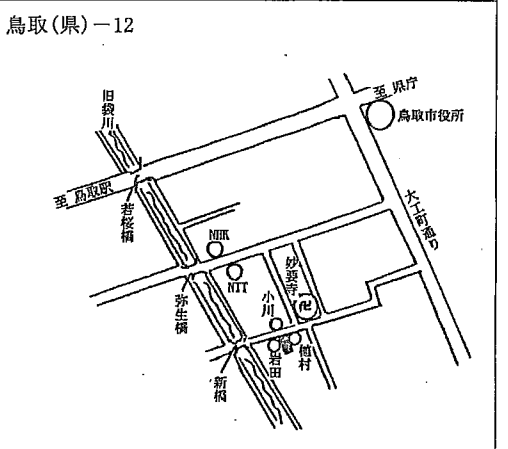 鳥取(県)-12
至 県庁
鳥取市役所
旧袋川
至 鳥取駅
若桜橋
大工町通り
NHK
NTT
弥生橋
妙要寺
卍
小川
岩田
植村
新橋